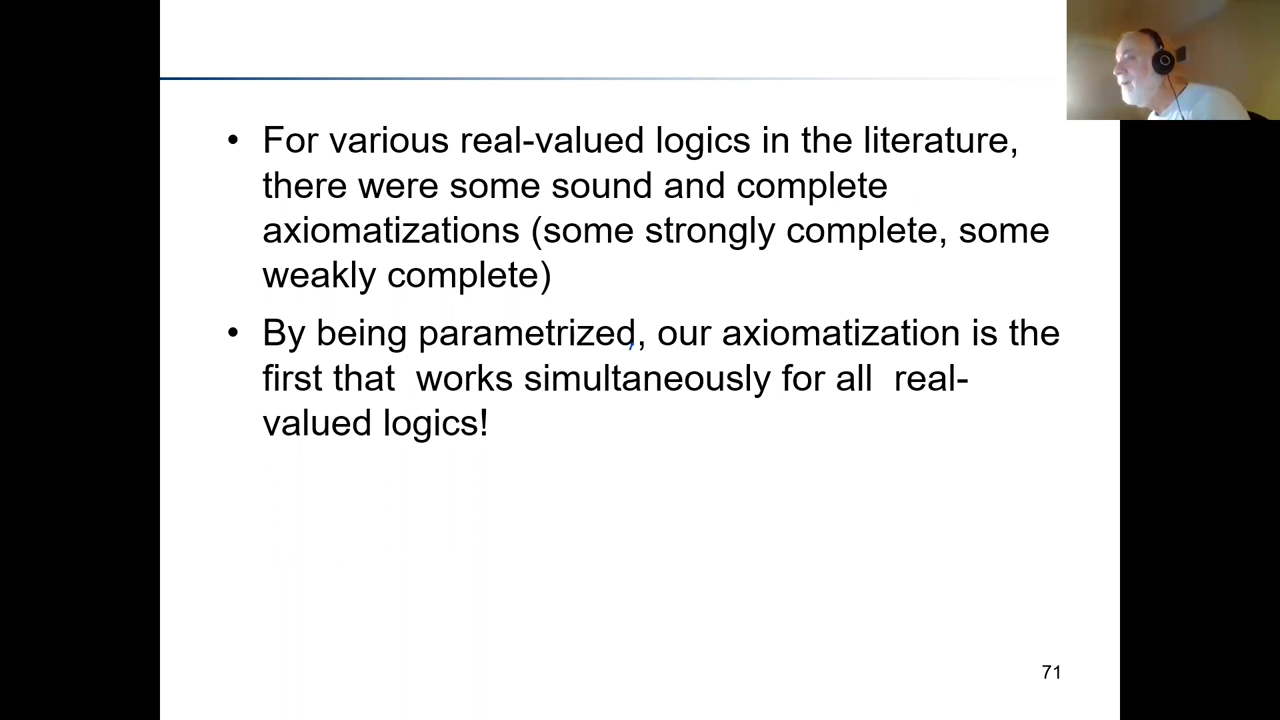 • For various real-valued logics in the literature,
there were some sound and complete
axiomatizations (some strongly complete, some
weakly complete)
• By being parametrized, our axiomatization is the
first that  works simultaneously for all  real-
valued logics!
71